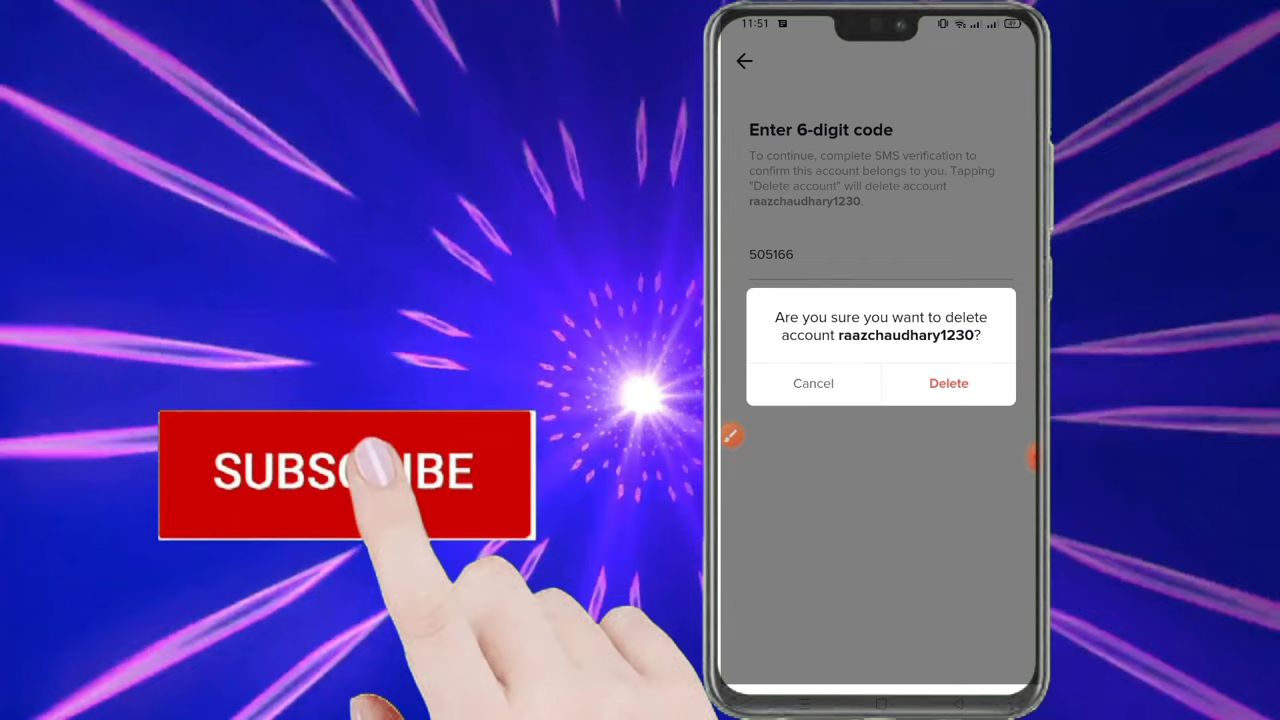 11:51
Enter 6-digit code
To continue, complete SMS verification to
confirm this account belongs to you. Tapping
"Delete account" will delete account
raazchaudhary1230.
505166
Are you sure you want to delete
account raazchaudhary1230?
Cancel Delete
SUBSCRIBE